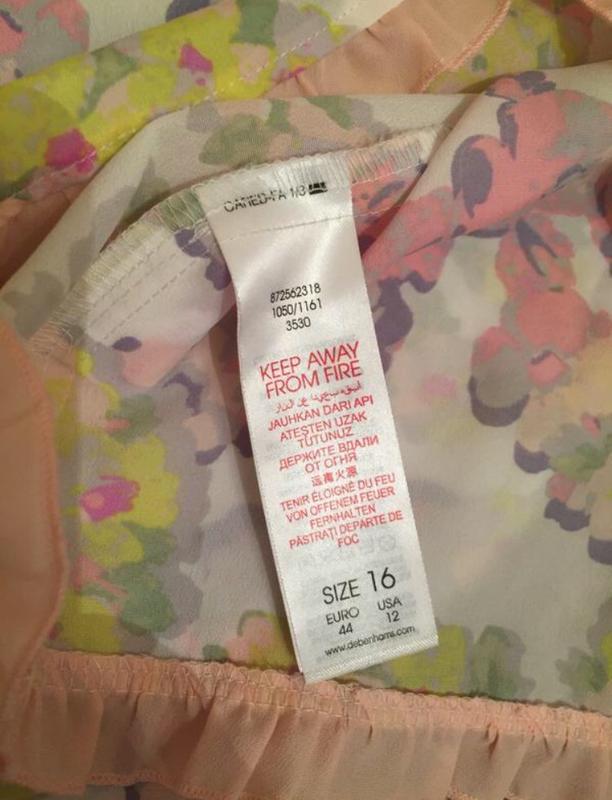 872562318
1050/1161
3530
KEEP AWAY
FROM FIRE
JAUHKAN DARI API
ATEŞTEN UZAK
TUTUNUZ
ДЕРЖИТЕ ВДАЛИ
ОТ ОГНЯ
远离火源
TENIR ÉLOIGNÉ DU FEU
VON OFFENEM FEUER
FERNHALTEN
PĂSTRAȚI DEPARTE DE
FOC
SIZE 16
EURO USA
44 12
www.debenhams.com